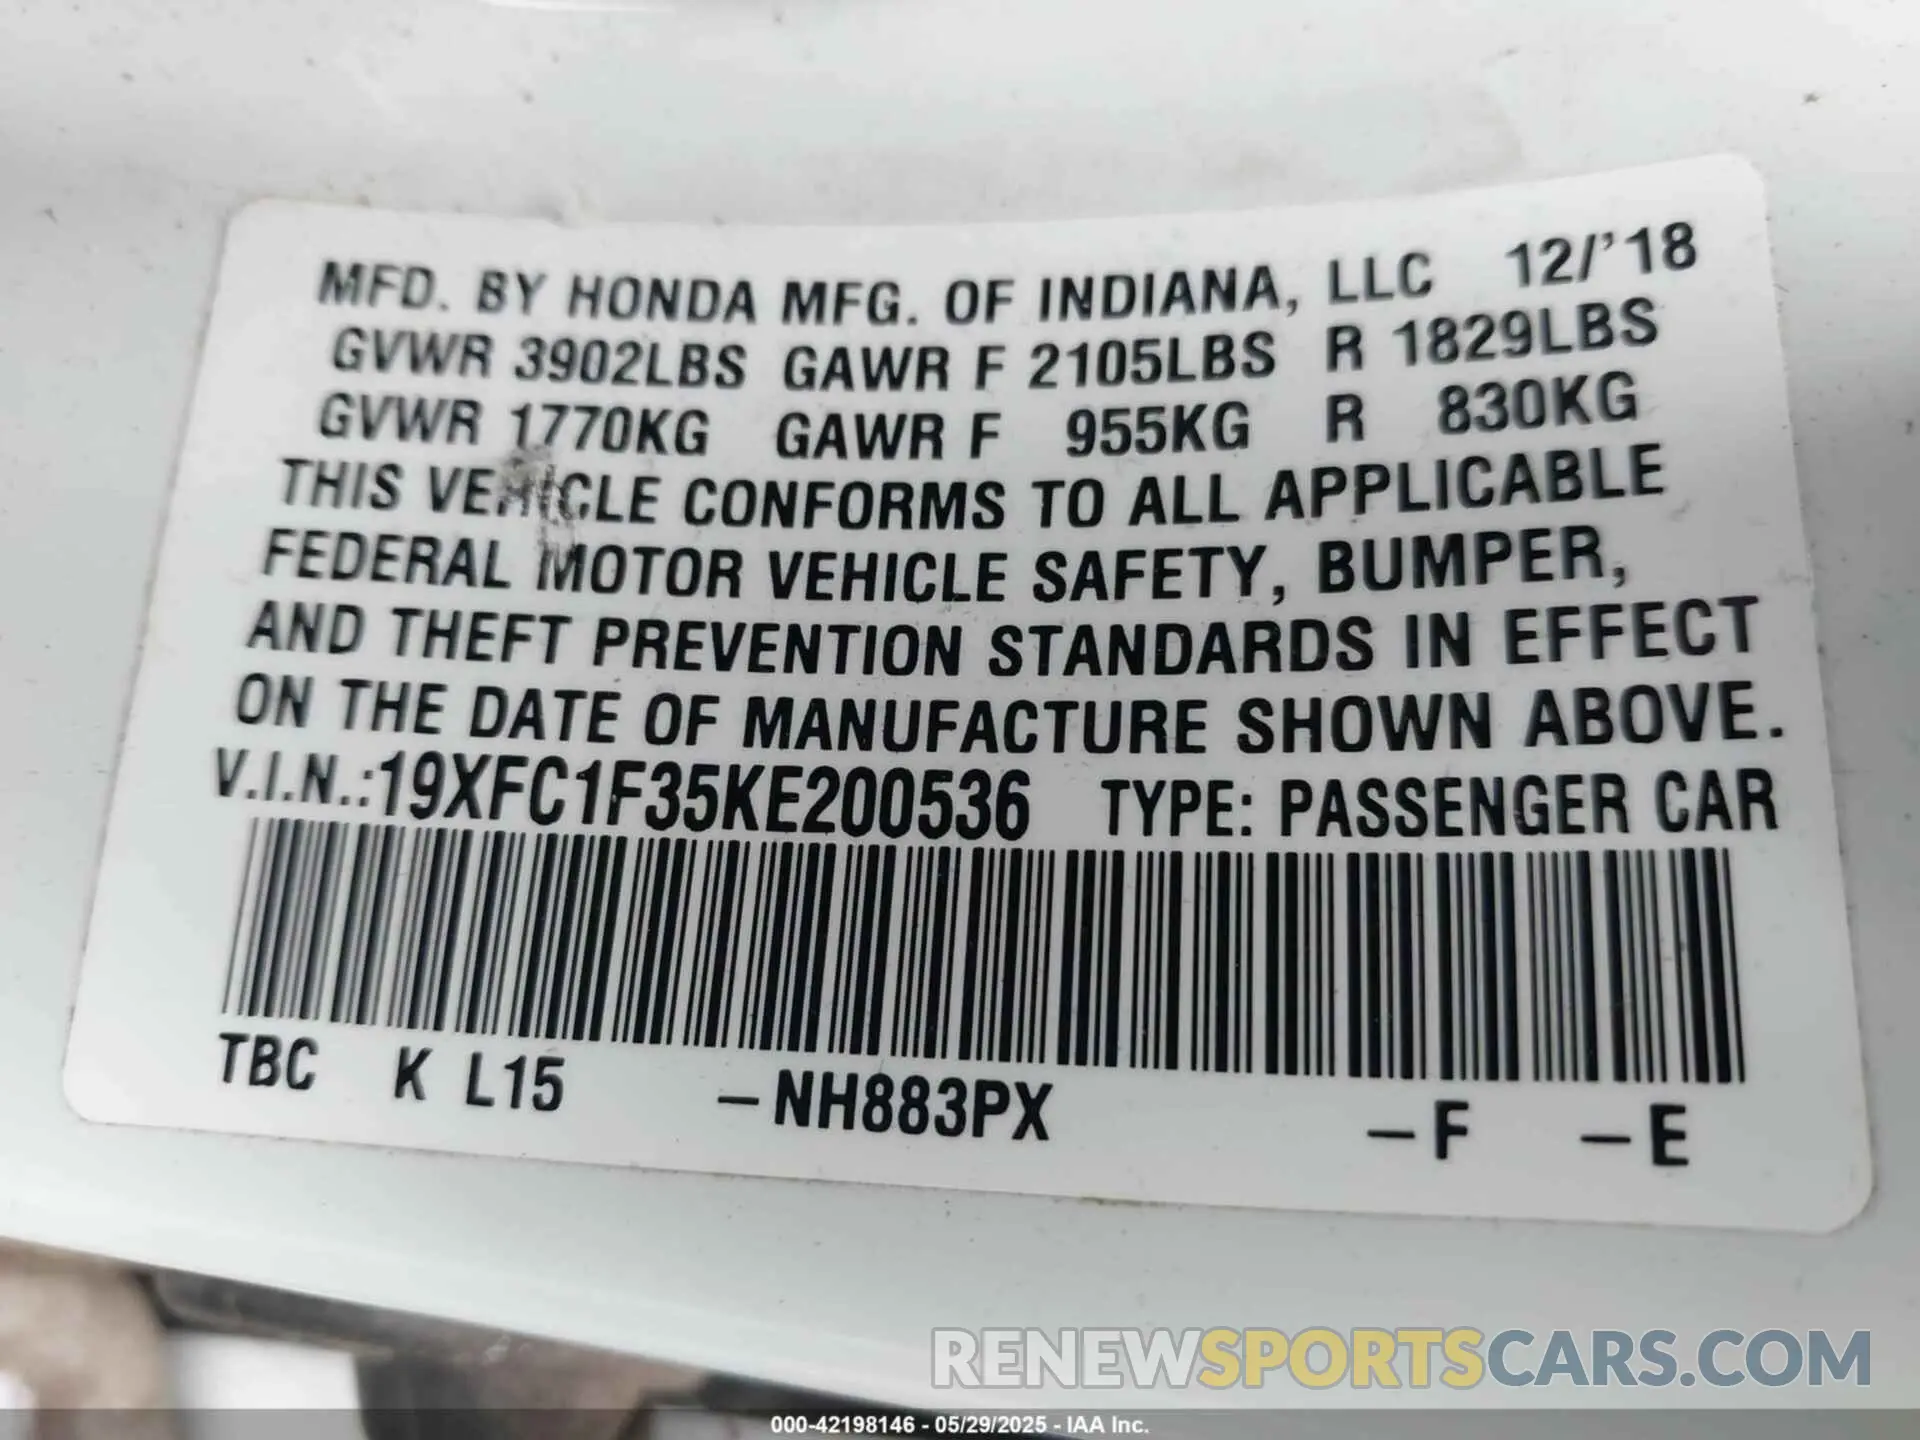 MFD. BY HONDA MFG. OF INDIANA, LLC 12/'18
GVWR 3902LBS GAWR F 2105LBS R 1829LBS
GVWR 1770KG GAWR F 955KG R 830KG
THIS VEHICLE CONFORMS TO ALL APPLICABLE
FEDERAL MOTOR VEHICLE SAFETY, BUMPER,
AND THEFT PREVENTION STANDARDS IN EFFECT
ON THE DATE OF MANUFACTURE SHOWN ABOVE.
V.I.N.:19XFC1F35KE200536 TYPE: PASSENGER CAR
TBC K L15 -NH883PX -F -E
RENEWSPORTSCARS.COM
000-42198146 - 05/29/2025 - IAA Inc.